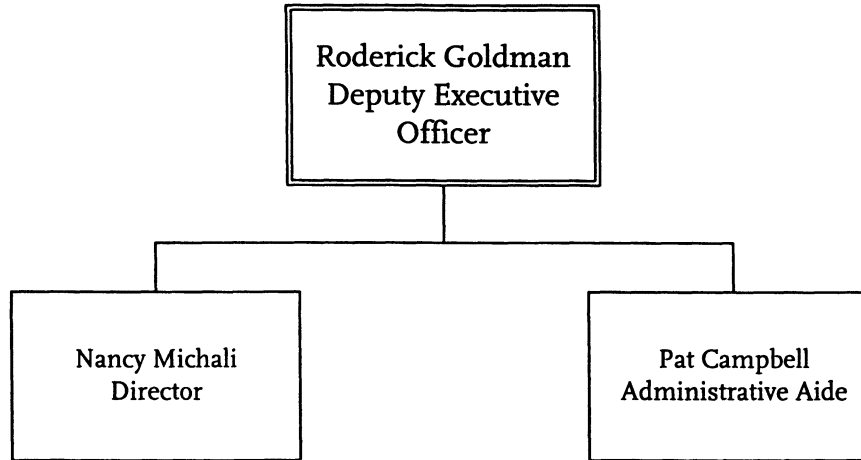 Roderick Goldman
Deputy Executive
Officer
Nancy Michali
Director
Pat Campbell
Administrative Aide